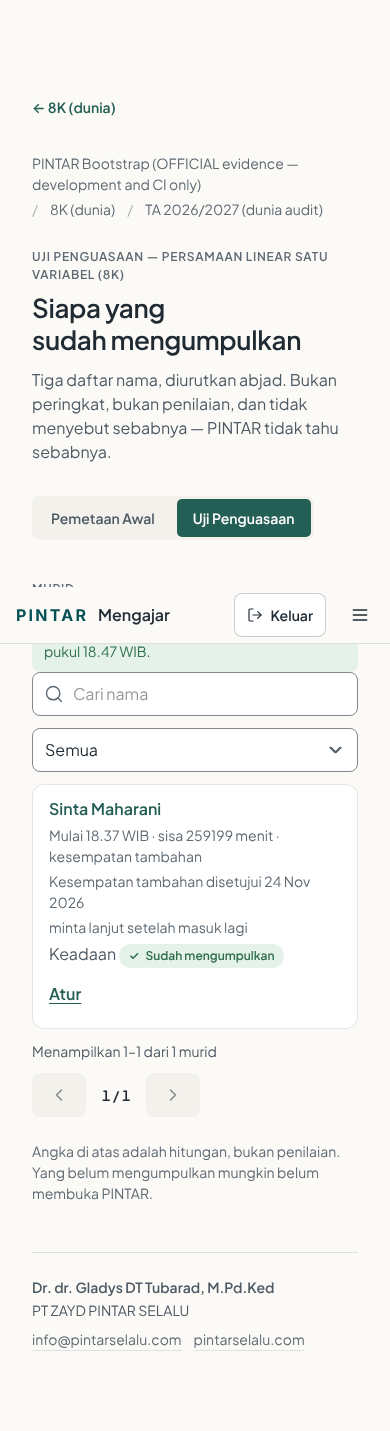 ← 8K (dunia)
PINTAR Bootstrap (OFFICIAL evidence —
development and CI only)
/ 8K (dunia) / TA 2026/2027 (dunia audit)
UJI PENGUASAAN — PERSAMAAN LINEAR SATU
VARIABEL (8K)
Siapa yang
sudah mengumpulkan
Tiga daftar nama, diurutkan abjad. Bukan
peringkat, bukan penilaian, dan tidak
menyebut sebabnya — PINTAR tidak tahu
sebabnya.
Pemetaan Awal Uji Penguasaan
PINTAR Mengajar Keluar
pukul 18.47 WIB.
Cari nama
Semua
Sinta Maharani
Mulai 18.37 WIB · sisa 259199 menit ·
kesempatan tambahan
Kesempatan tambahan disetujui 24 Nov
2026
minta lanjut setelah masuk lagi
Keadaan Sudah mengumpulkan
Atur
Menampilkan 1–1 dari 1 murid
1/1
Angka di atas adalah hitungan, bukan penilaian.
Yang belum mengumpulkan mungkin belum
membuka PINTAR.
Dr. dr. Gladys DT Tubarad, M.Pd.Ked
PT ZAYD PINTAR SELALU
info@pintarselalu.com pintarselalu.com